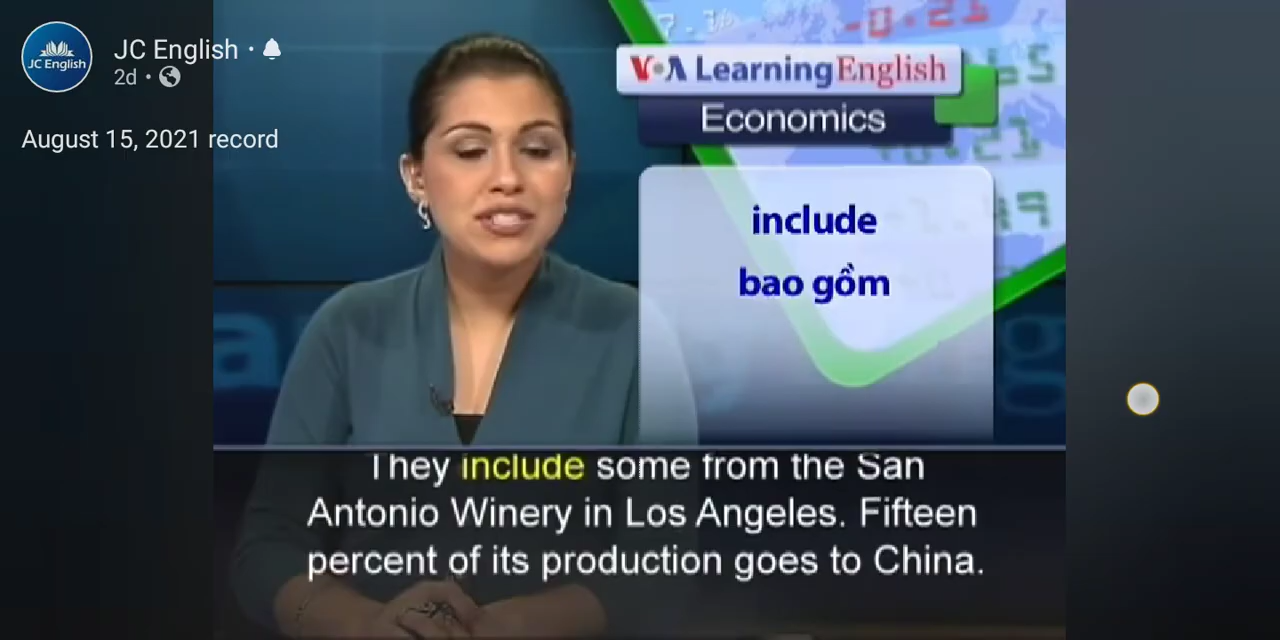 JC English
JC English ·
2d ·
August 15, 2021 record
VOA Learning English
Economics
include
bao gồm
They include some from the San
Antonio Winery in Los Angeles. Fifteen
percent of its production goes to China.